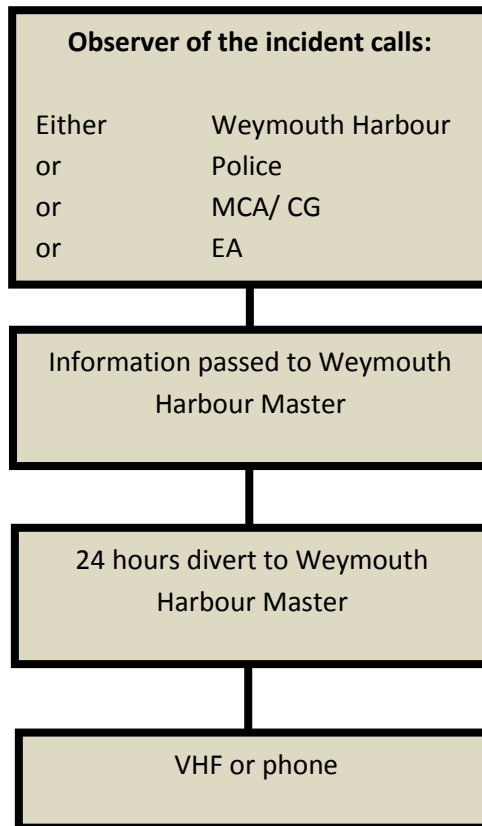 Observer of the incident calls:
Either Weymouth Harbour
or Police
or MCA/ CG
or EA
Information passed to Weymouth
Harbour Master
24 hours divert to Weymouth
Harbour Master
VHF or phone